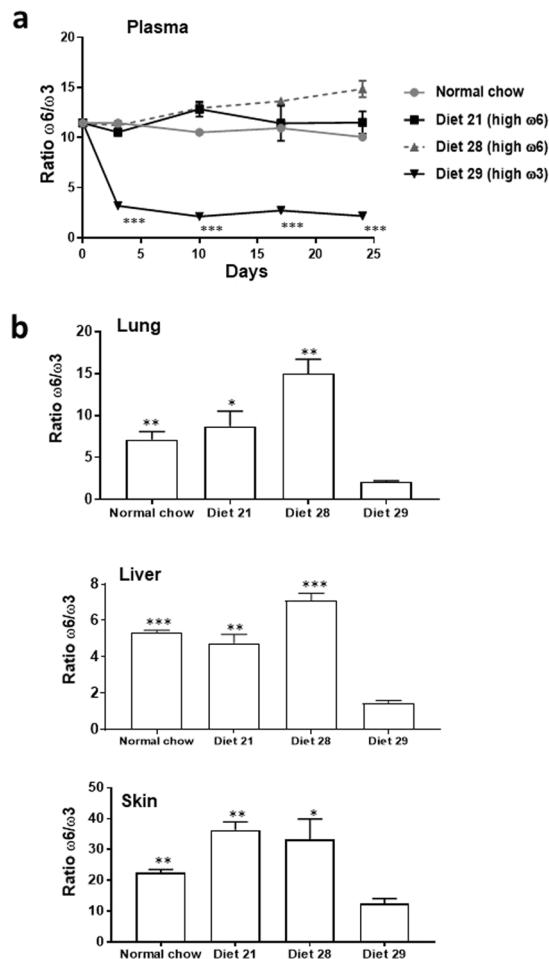 a
Plasma
20
15
10
5
0
Ratio ω6/ω3
0 5 10 15 20 25
Days
*** *** *** ***
Normal chow
Diet 21 (high ω6)
Diet 28 (high ω6)
Diet 29 (high ω3)
b
Lung
20
15
10
5
0
Ratio ω6/ω3
** * **
Normal chow Diet 21 Diet 28 Diet 29
Liver
8
6
4
2
0
Ratio ω6/ω3
*** ** ***
Normal chow Diet 21 Diet 28 Diet 29
Skin
50
40
30
20
10
0
Ratio ω6/ω3
** ** *
Normal chow Diet 21 Diet 28 Diet 29